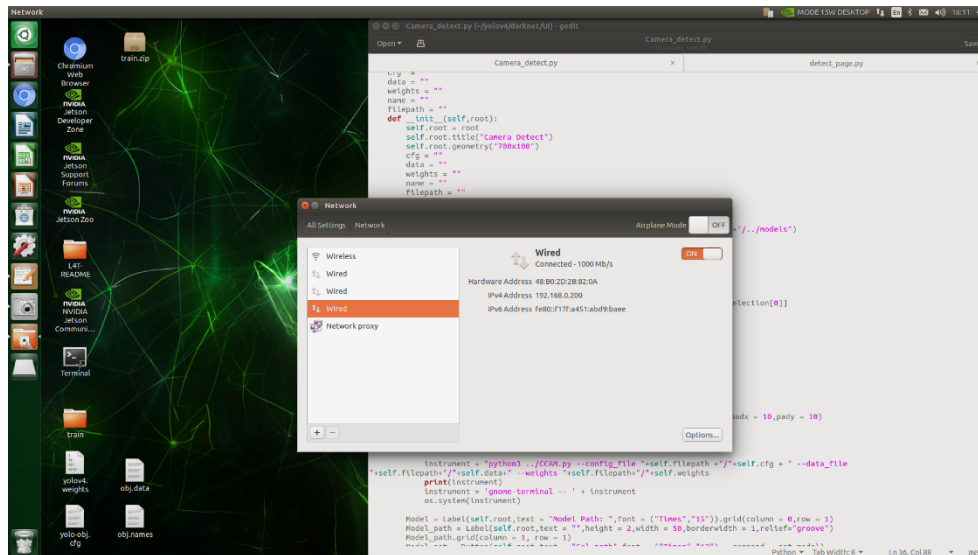 Network
MODE 15W DESKTOP
En
16:11
Chromium
Web
Browser
train.zip
NVIDIA
Jetson
Developer
Zone
NVIDIA
Jetson
Support
Forums
NVIDIA
Jetson Zoo
L4T-
README
NVIDIA
NVIDIA
Jetson
Communi...
Terminal
train
yolov4.
weights
obj.data
yolo-obj.
cfg
obj.names
Camera_detect.py (~/yolov4/darknet/UI) - gedit
Open
Camera_detect.py
Camera_detect.py
×
detect_page.py
cfg = ""
data = ""
weights = ""
name = ""
filepath = ""
def __init__(self,root):
self.root = root
self.root.title("Camera Detect")
self.root.geometry("700x100")
cfg = ""
data = ""
weights = ""
name = ""
filepath = ""
="/../models")
election[0]]
padx = 10,pady = 10)
Network
All Settings
Network
Airplane Mode
OFF
Wireless
Wired
Wired
Wired
Network proxy
+
−
Wired
Connected - 1000 Mb/s
ON
Hardware Address 48:B0:2D:2B:82:0A
IPv4 Address 192.168.0.200
IPv6 Address fe80::f17f:a451:abd9:baee
Options...
instrument = "python3 ../CCAM.py --config_file "+self.filepath +"/"+self.cfg + " --data_file
"+self.filepath+"/"+self.data+" --weights "+self.filepath+"/"+self.weights
print(instrument)
instrument = 'gnome-terminal -- ' + instrument
os.system(instrument)
Model = Label(self.root,text = "Model Path: ",font = ("Times","15")).grid(column = 0,row = 1)
Model_path = Label(self.root,text = "",height = 2,width = 50,borderwidth = 1,relief="groove")
Model_path.grid(column = 1, row = 1)
Python
Tab Width: 8
Ln 36, Col 88